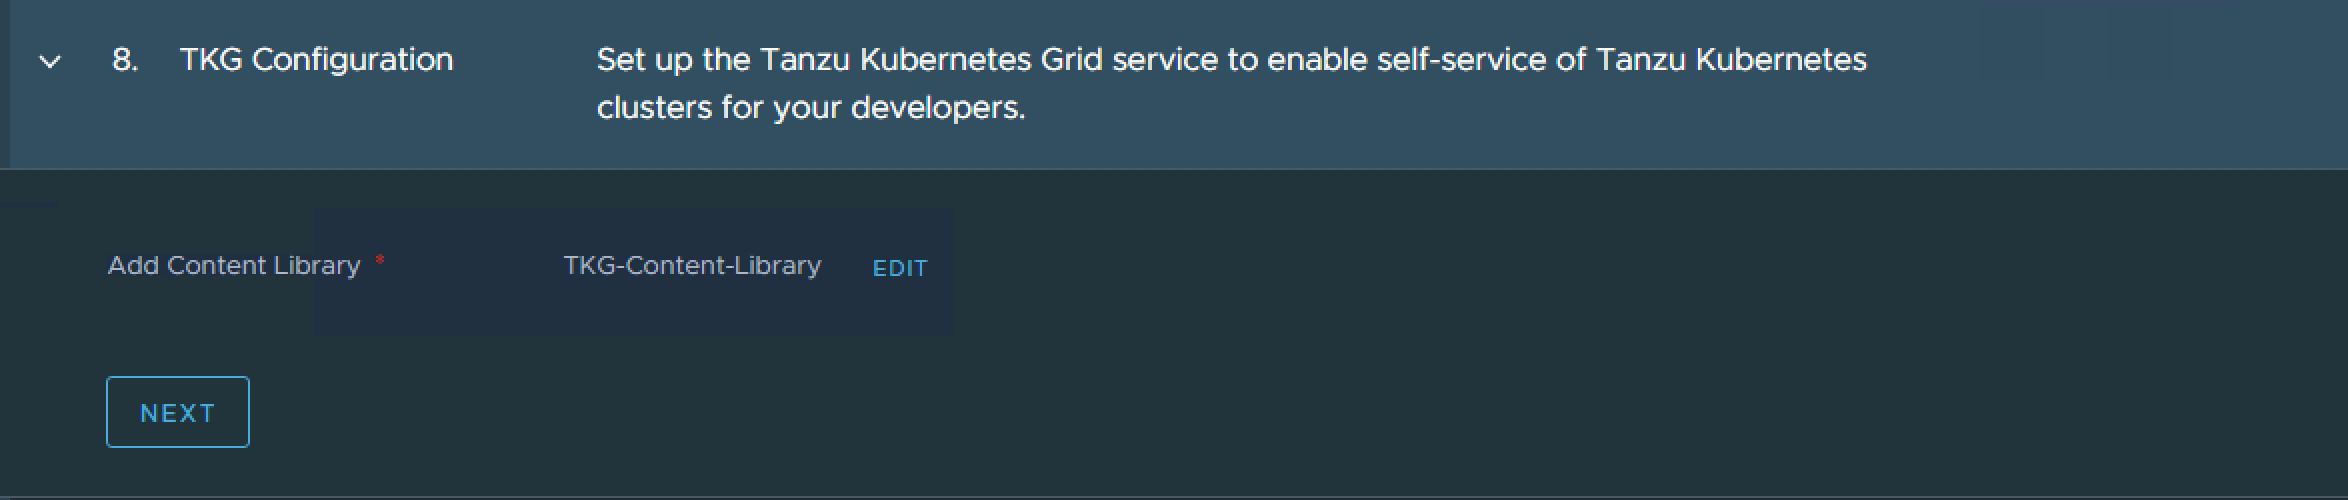 8. TKG Configuration Set up the Tanzu Kubernetes Grid service to enable self-service of Tanzu Kubernetes
clusters for your developers.
Add Content Library * TKG-Content-Library EDIT
NEXT